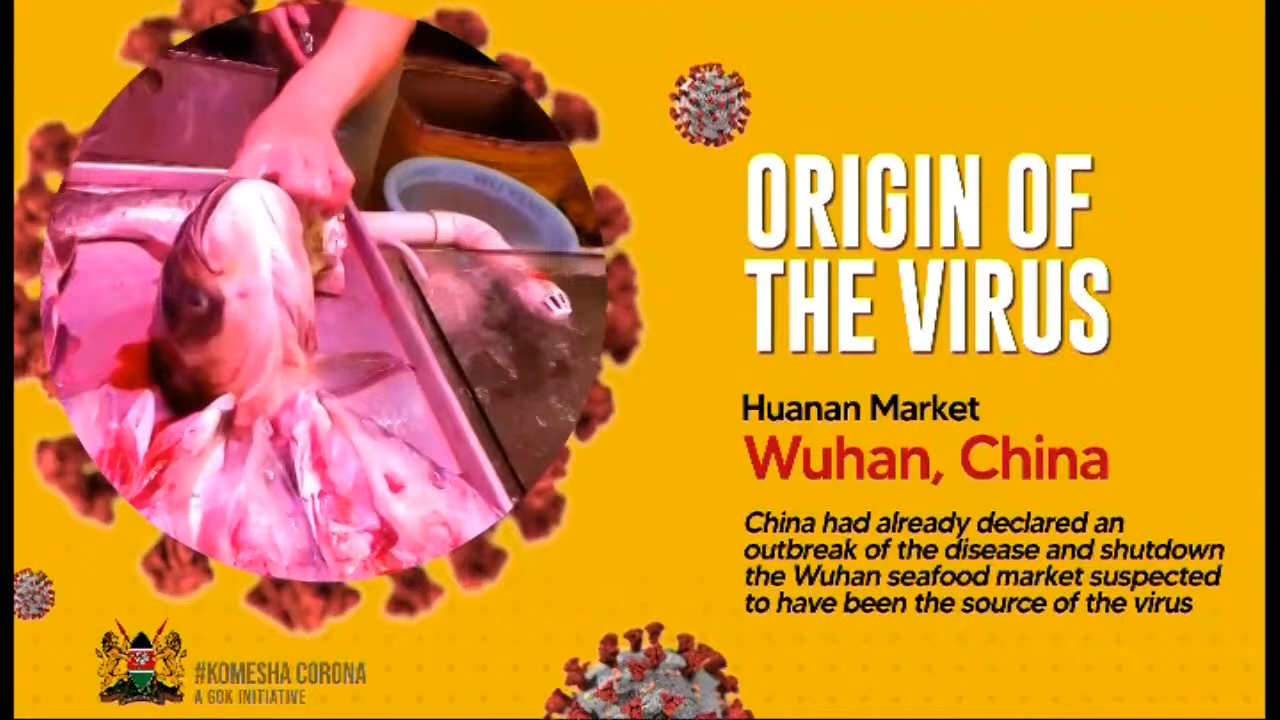 ORIGIN OF
THE VIRUS
Huanan Market
Wuhan, China
China had already declared an
outbreak of the disease and shutdown
the Wuhan seafood market suspected
to have been the source of the virus
#KOMESHA CORONA
A GOK INITIATIVE